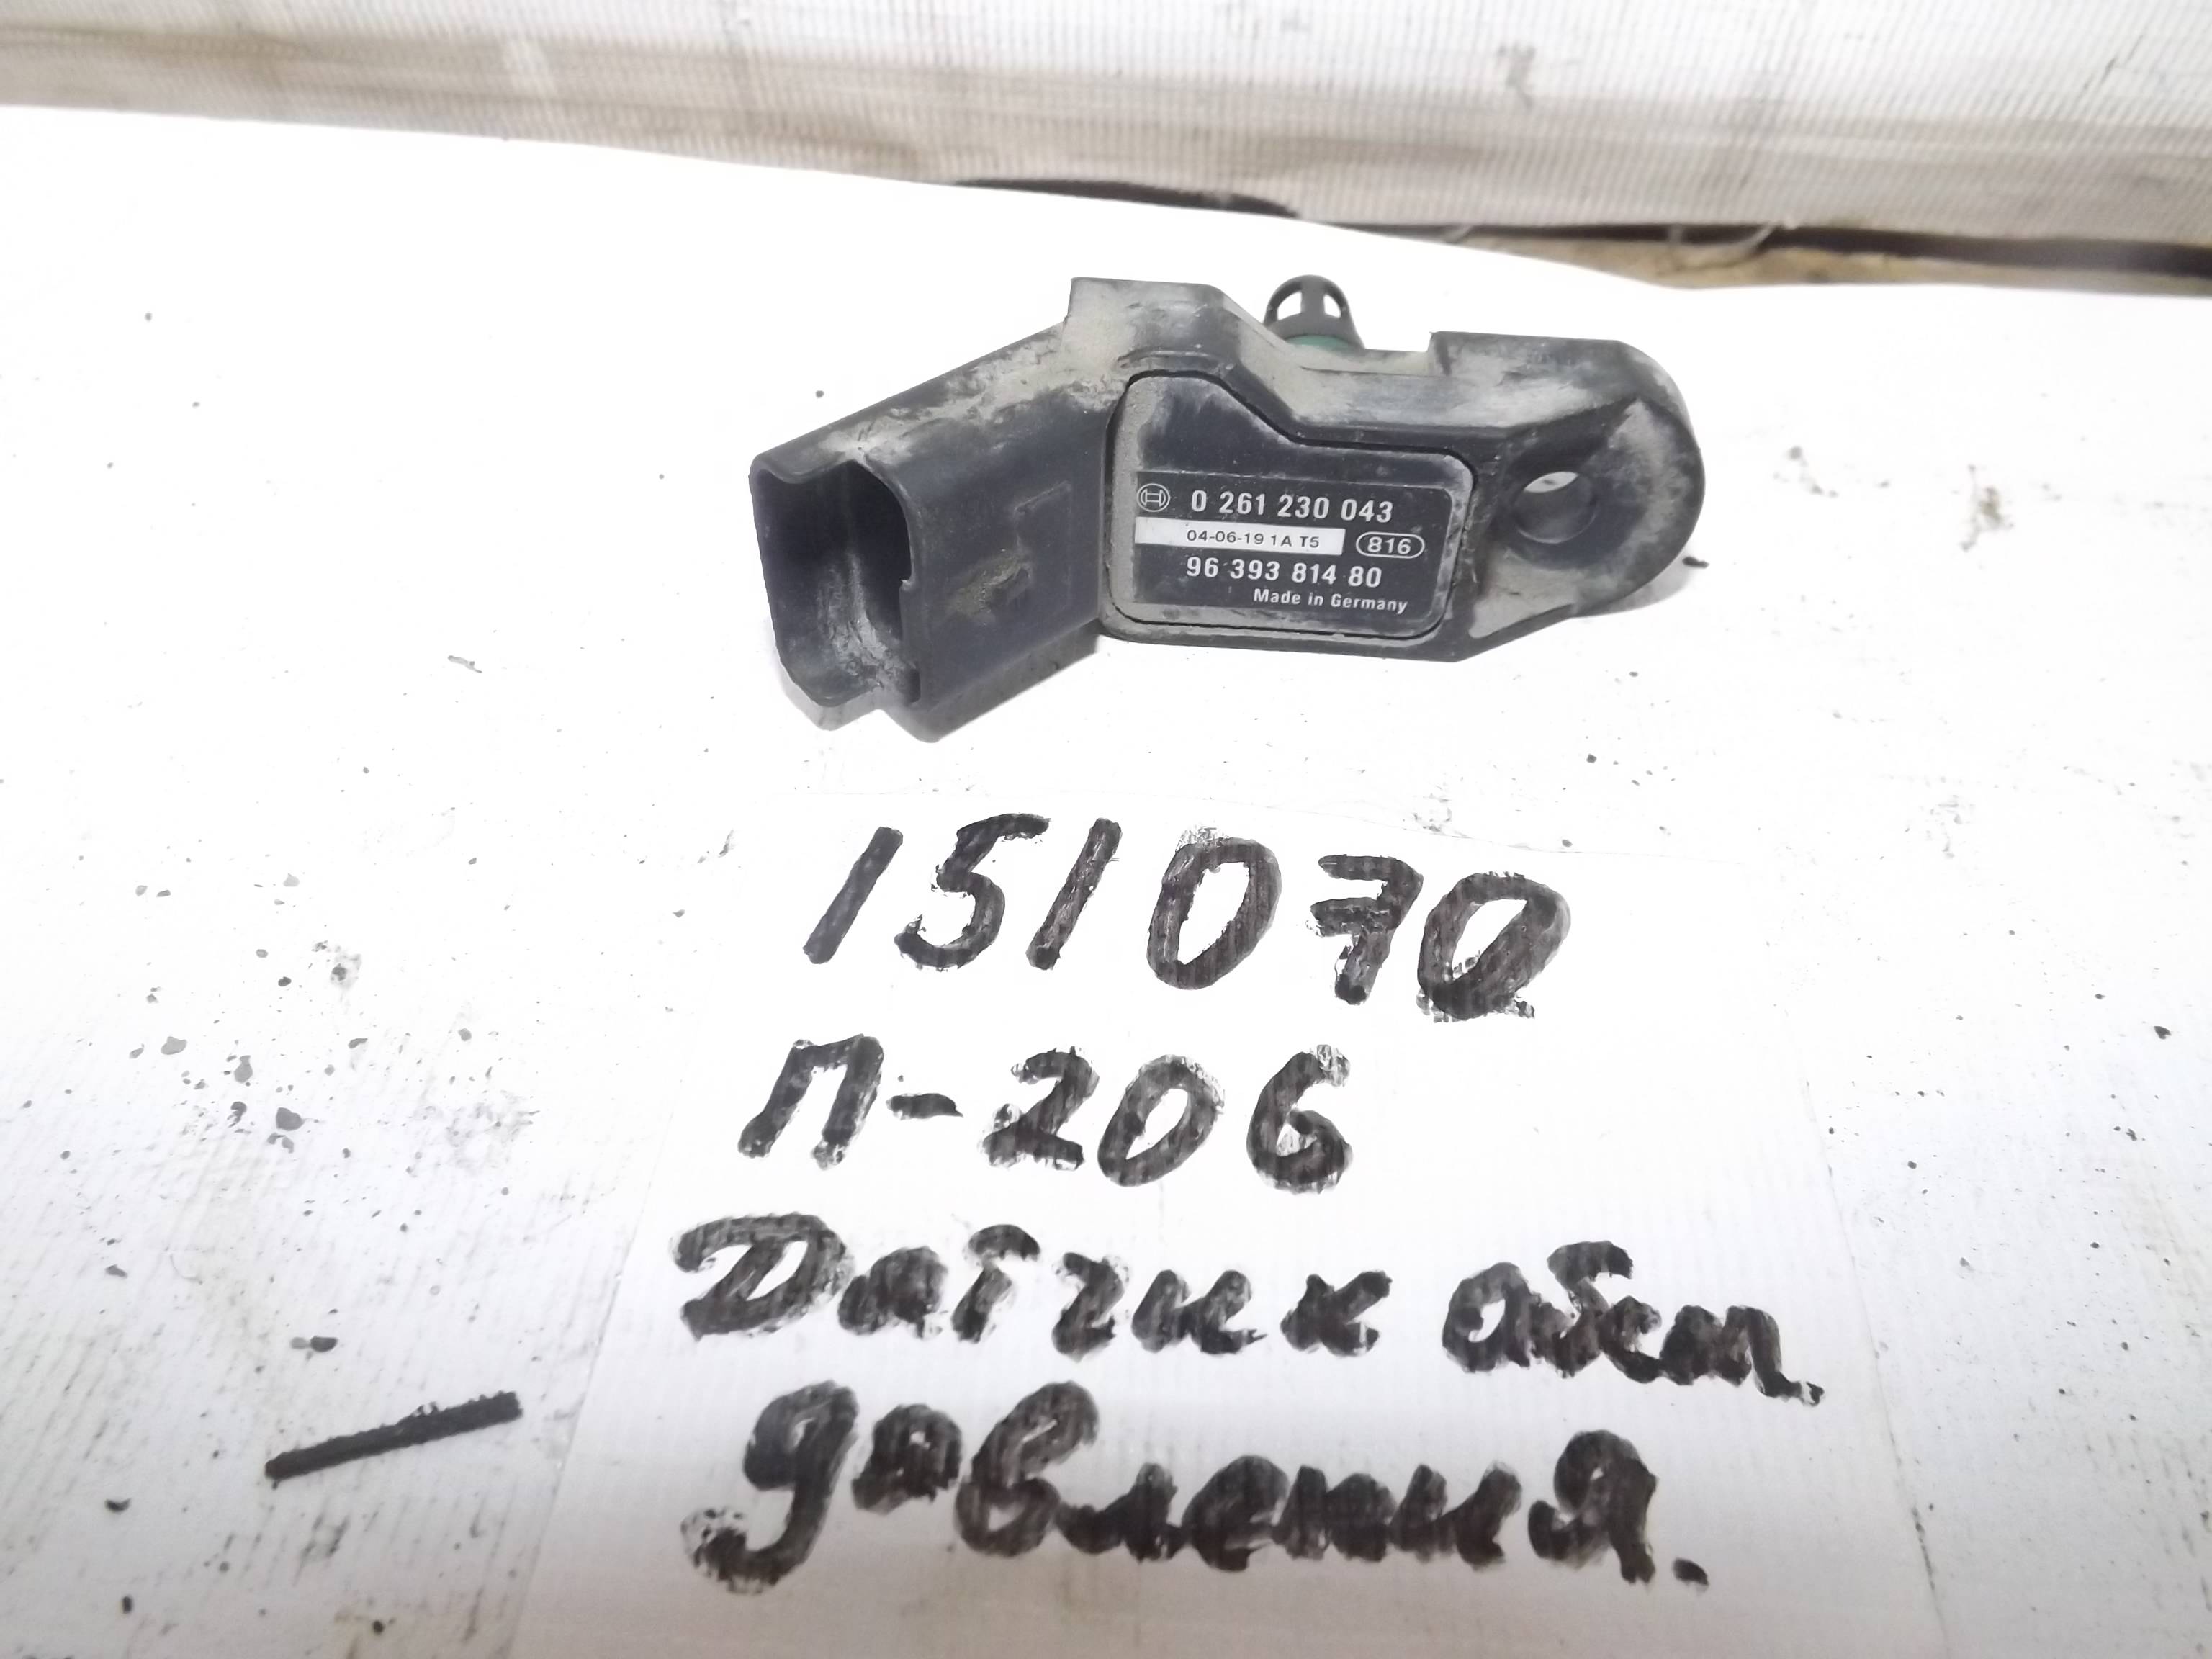 0 261 230 043
04-06-19 1A T5 816
96 393 814 80
Made in Germany
151070
П-206
Датчик абсл.
давления.